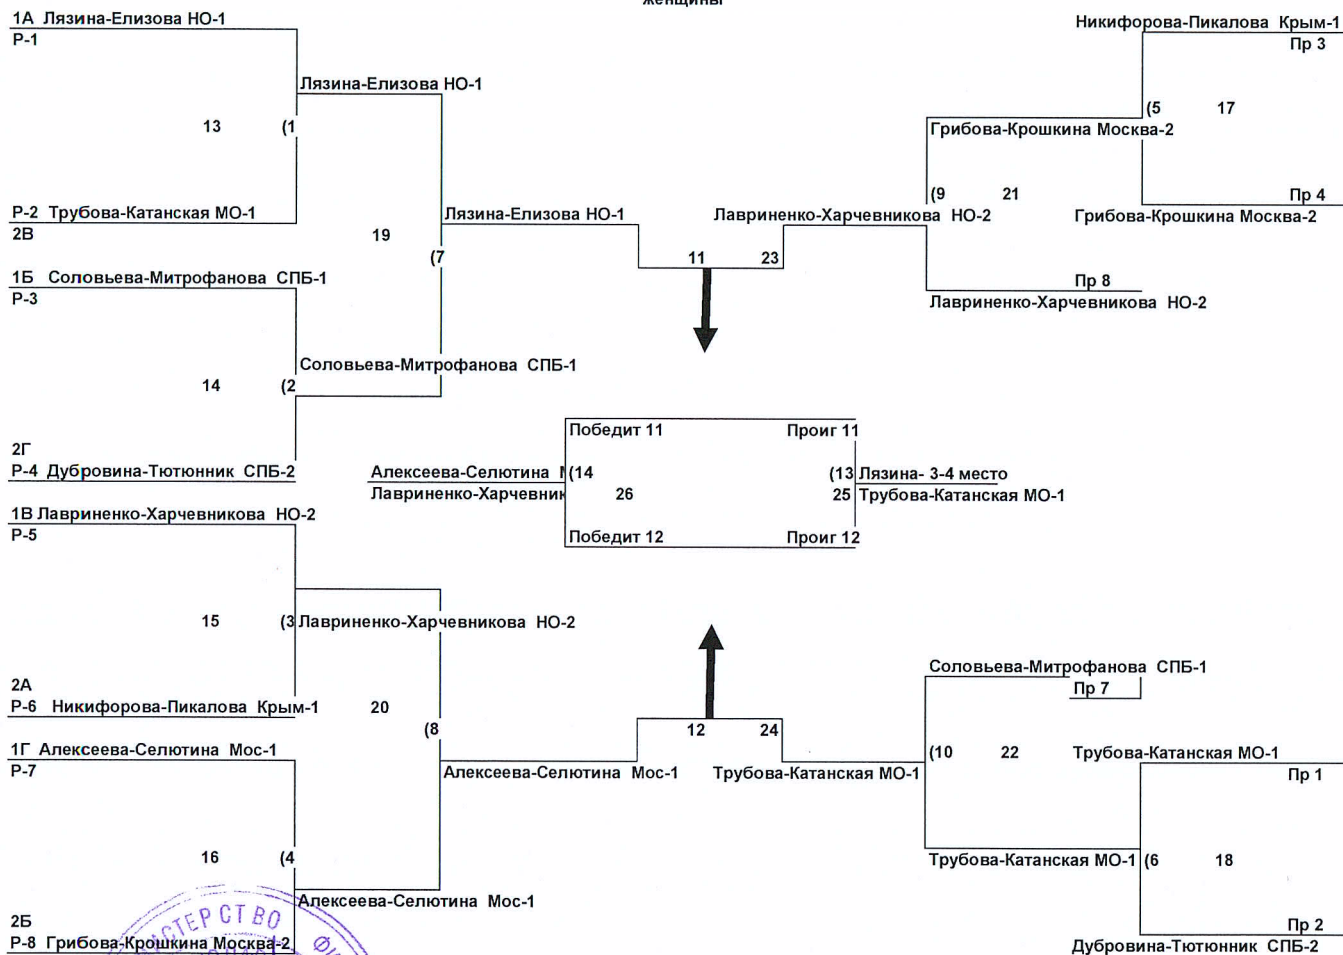 женщины
1А Лязина-Елизова НО-1
Р-1
Лязина-Елизова НО-1
13 (1
Р-2 Трубова-Катанская МО-1
2В
19
(7
Лязина-Елизова НО-1
1Б Соловьева-Митрофанова СПБ-1
Р-3
Соловьева-Митрофанова СПБ-1
14 (2
2Г
Р-4 Дубровина-Тютюнник СПБ-2
1В Лавриненко-Харчевникова НО-2
Р-5
15 (3 Лавриненко-Харчевникова НО-2
2А
Р-6 Никифорова-Пикалова Крым-1
20
(8
Алексеева-Селютина Мос-1
1Г Алексеева-Селютина Мос-1
Р-7
16 (4
Алексеева-Селютина Мос-1
2Б
Р-8 Грибова-Крошкина Москва-2
11 23
Победит 11 Проиг 11
Алексеева-Селютина (14 (13 Лязина- 3-4 место
Лавриненко-Харчевник 26 25 Трубова-Катанская МО-1
Победит 12 Проиг 12
12 24
Никифорова-Пикалова Крым-1
Пр 3
(5 17
Грибова-Крошкина Москва-2
Пр 4
Грибова-Крошкина Москва-2
(9 21
Лавриненко-Харчевникова НО-2
Пр 8
Лавриненко-Харчевникова НО-2
Соловьева-Митрофанова СПБ-1
Пр 7
(10 22
Трубова-Катанская МО-1
Трубова-Катанская МО-1
Пр 1
Трубова-Катанская МО-1 (6 18
Пр 2
Дубровина-Тютюнник СПБ-2